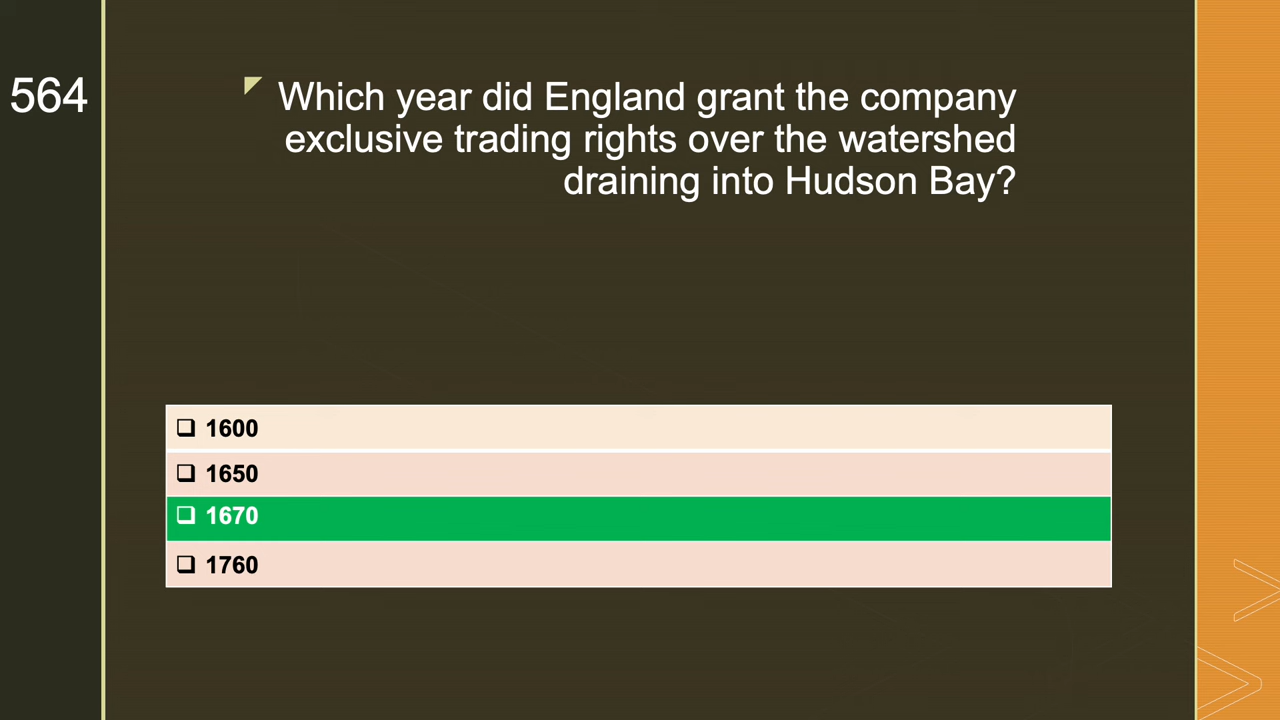 564
Which year did England grant the company
exclusive trading rights over the watershed
draining into Hudson Bay?
❑ 1600
❑ 1650
❑ 1670
❑ 1760